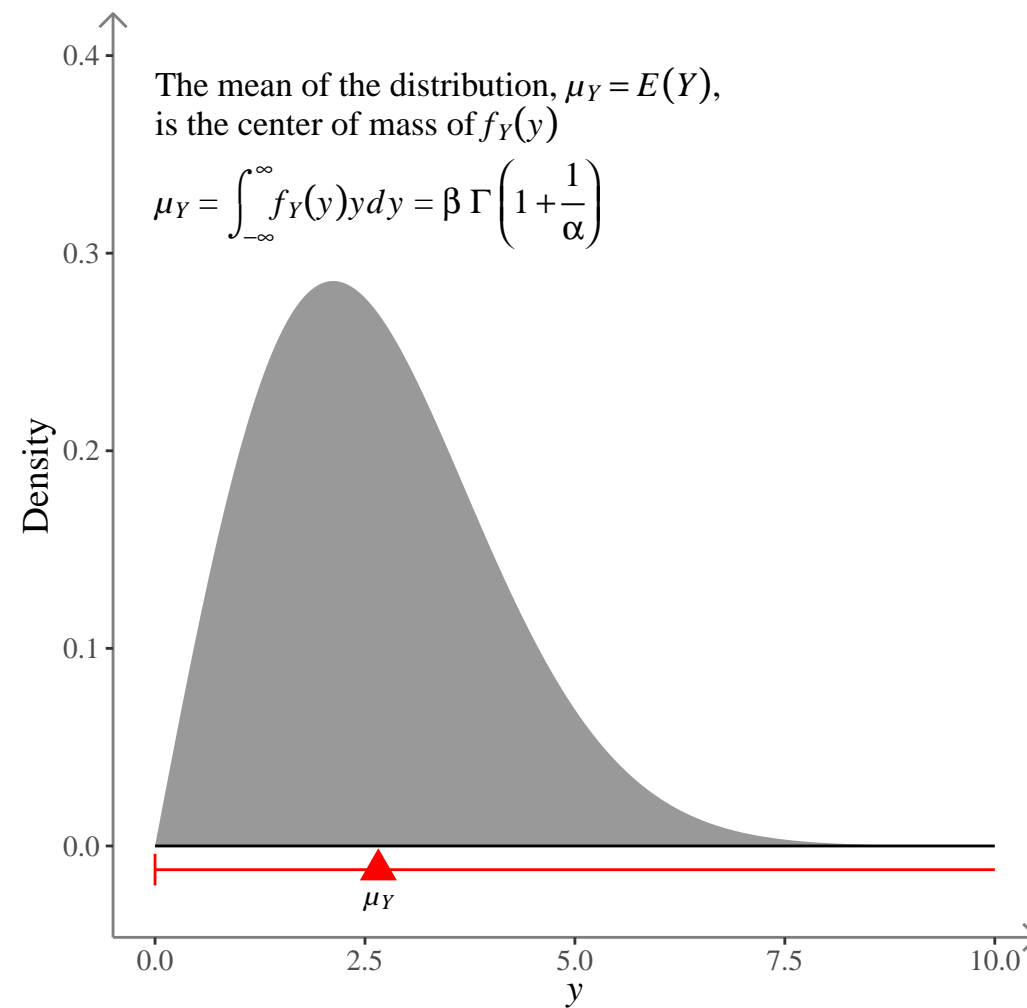 0.4
The mean of the distribution, μ_Y = E(Y),
is the center of mass of f_Y(y)
μ_Y = ∫_{-∞}^{∞} f_Y(y)ydy = β Γ(1 + 1/α)
0.3
Density
0.2
0.1
0.0
μ_Y
0.0 2.5 5.0 7.5 10.0
y